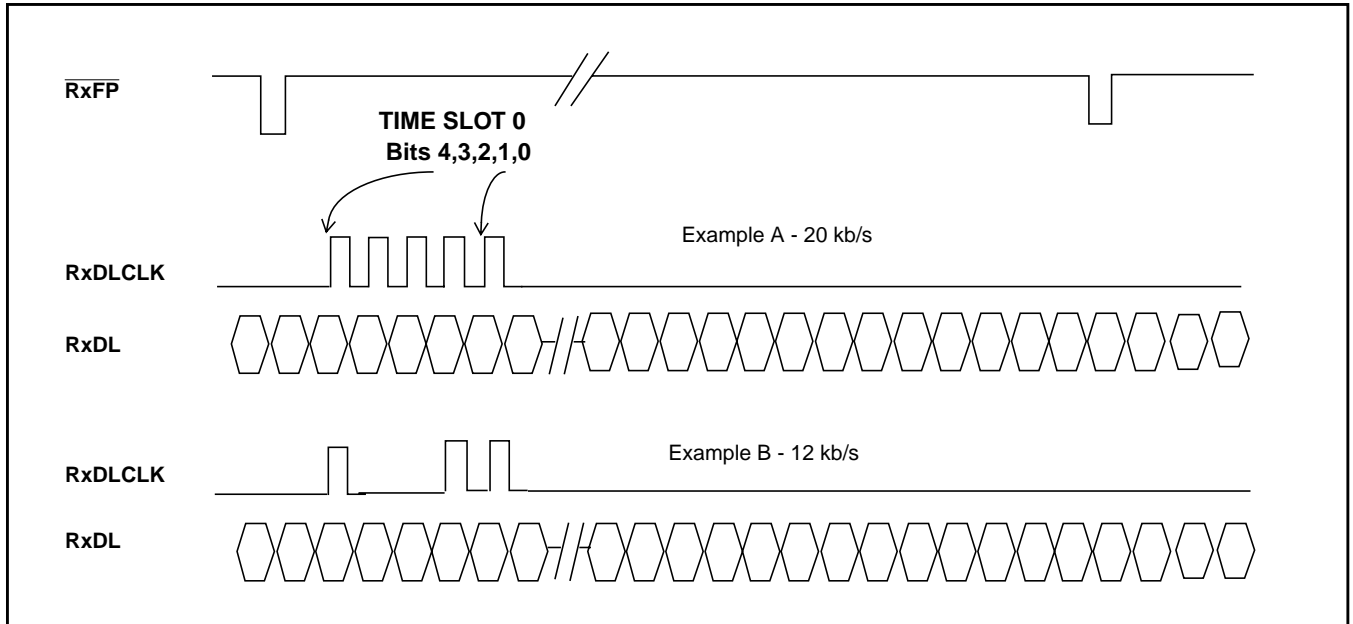 RxFP
TIME SLOT 0
Bits 4,3,2,1,0
Example A - 20 kb/s
RxDLCLK
RxDL
Example B - 12 kb/s
RxDLCLK
RxDL